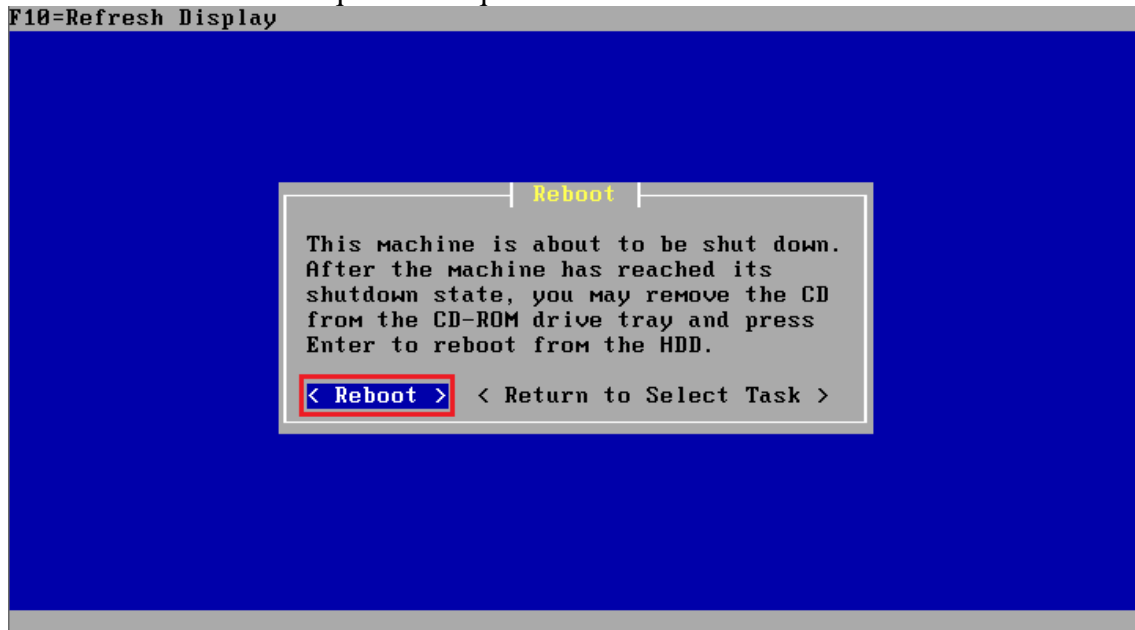 F10=Refresh Display
Reboot
This machine is about to be shut down.
After the machine has reached its
shutdown state, you may remove the CD
from the CD-ROM drive tray and press
Enter to reboot from the HDD.
< Reboot > < Return to Select Task >